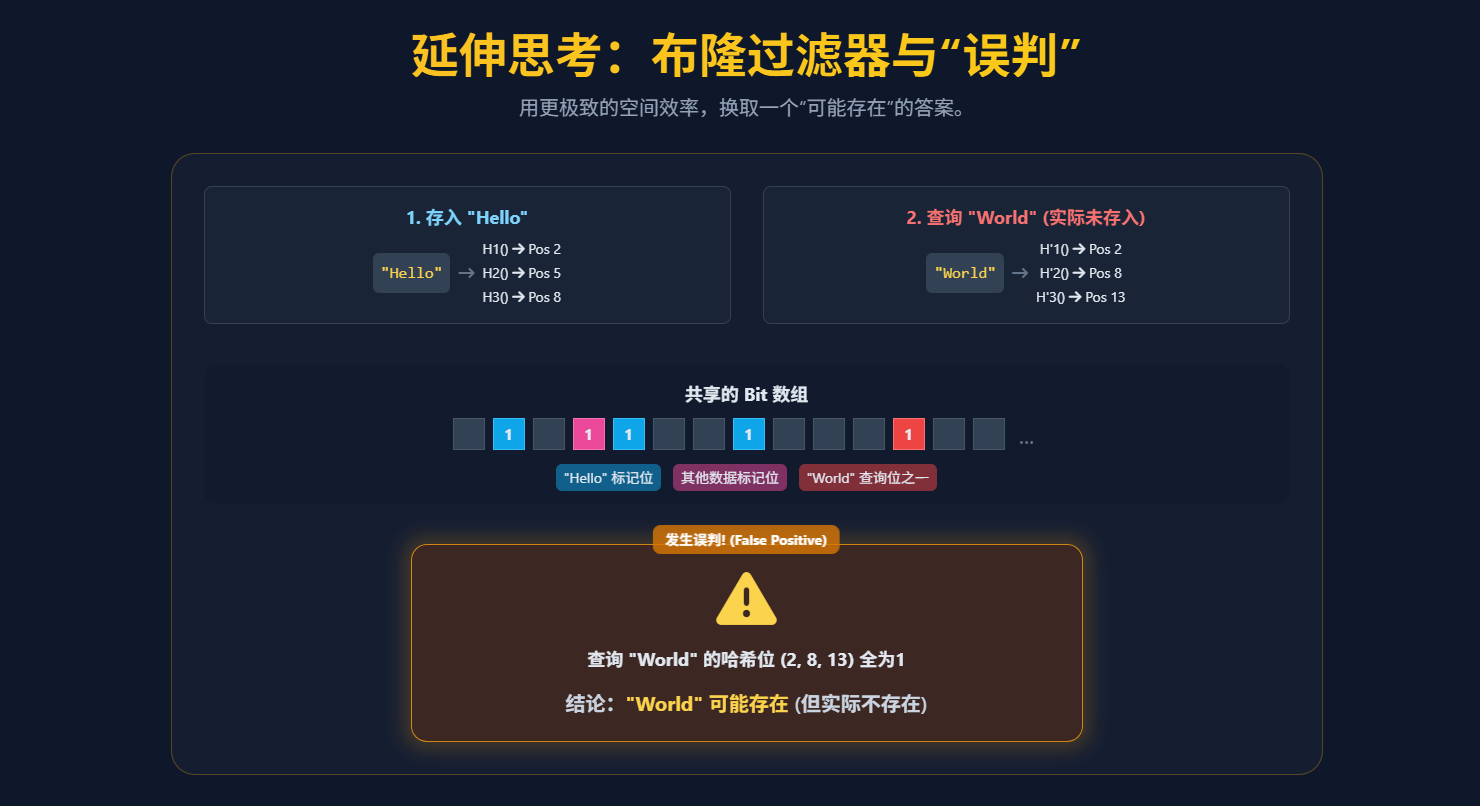 延伸思考：布隆过滤器与“误判”
用更极致的空间效率，换取一个“可能存在”的答案。
1. 存入 "Hello"
"Hello"
H1() → Pos 2
H2() → Pos 5
H3() → Pos 8
2. 查询 "World" (实际未存入)
"World"
H'1() → Pos 2
H'2() → Pos 8
H'3() → Pos 13
共享的 Bit 数组
1 1 1 1 1 ...
"Hello" 标记位 其他数据标记位 "World" 查询位之一
发生误判! (False Positive)
查询 "World" 的哈希位 (2, 8, 13) 全为1
结论："World" 可能存在 (但实际不存在)